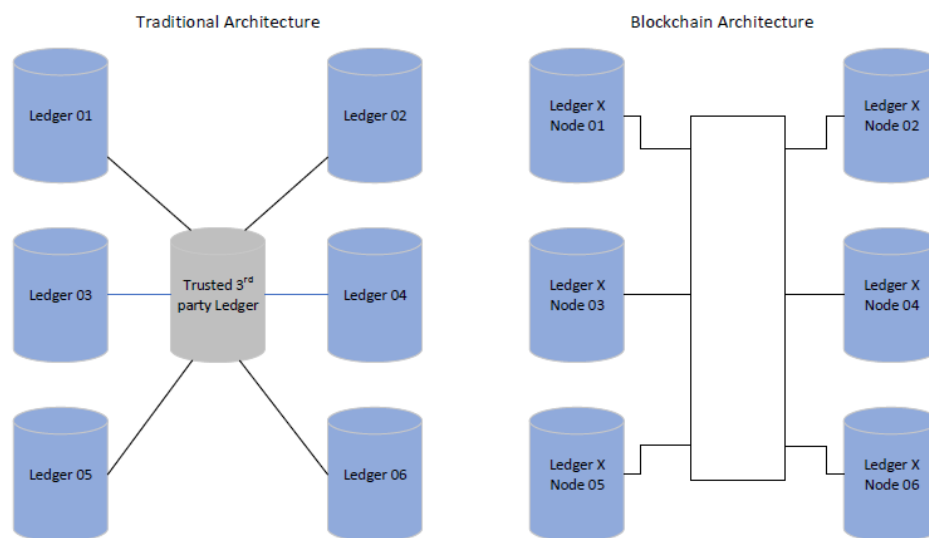 Traditional Architecture
Blockchain Architecture
Ledger 01
Ledger 02
Ledger X
Node 01
Ledger X
Node 02
Ledger 03
Trusted 3rd
party Ledger
Ledger 04
Ledger X
Node 03
Ledger X
Node 04
Ledger 05
Ledger 06
Ledger X
Node 05
Ledger X
Node 06